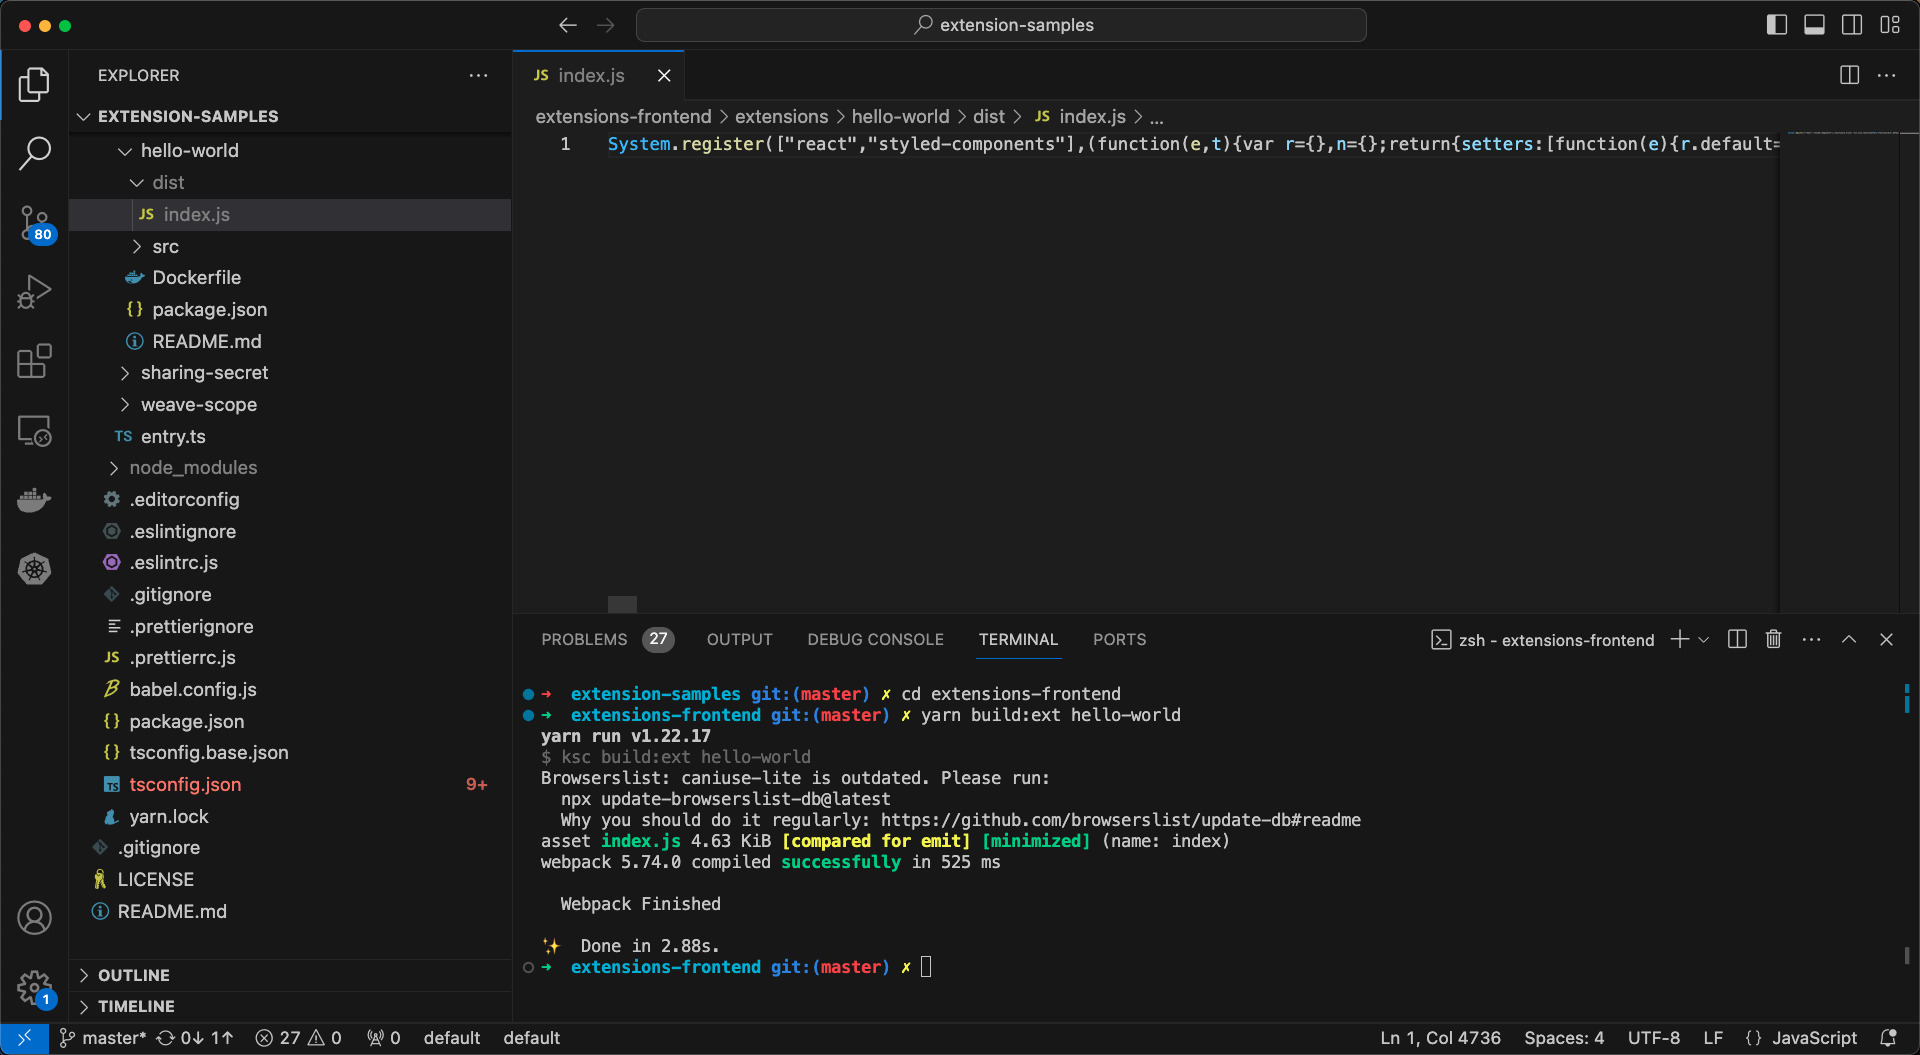 extension-samples
EXPLORER
EXTENSION-SAMPLES
hello-world
dist
JS index.js
src
Dockerfile
{} package.json
README.md
sharing-secret
weave-scope
TS entry.ts
node_modules
.editorconfig
.eslintignore
.eslintrc.js
.gitignore
.prettierignore
JS .prettierrc.js
babel.config.js
{} package.json
{} tsconfig.base.json
TS tsconfig.json 9+
yarn.lock
.gitignore
LICENSE
README.md
OUTLINE
TIMELINE
80
1
JS index.js
extensions-frontend > extensions > hello-world > dist > JS index.js > ...
1 System.register(["react","styled-components"],(function(e,t){var r={},n={};return{setters:[function(e){r.default=
PROBLEMS 27 OUTPUT DEBUG CONSOLE TERMINAL PORTS zsh - extensions-frontend
➜ extension-samples git:(master) ✗ cd extensions-frontend
➜ extensions-frontend git:(master) ✗ yarn build:ext hello-world
yarn run v1.22.17
$ ksc build:ext hello-world
Browserslist: caniuse-lite is outdated. Please run:
npx update-browserslist-db@latest
Why you should do it regularly: https://github.com/browserslist/update-db#readme
asset index.js 4.63 KiB [compared for emit] [minimized] (name: index)
webpack 5.74.0 compiled successfully in 525 ms
Webpack Finished
✨ Done in 2.88s.
➜ extensions-frontend git:(master) ✗
master* 0↓ 1↑ 27 0 0 default default Ln 1, Col 4736 Spaces: 4 UTF-8 LF {} JavaScript